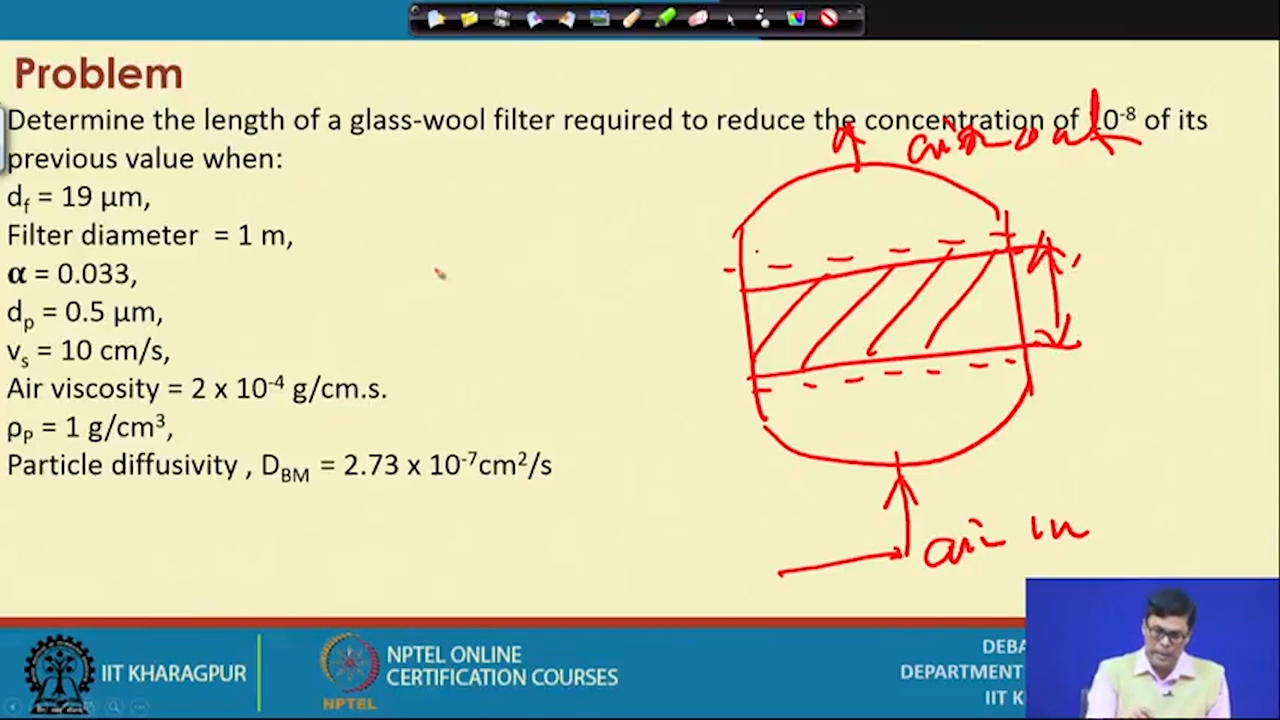 Problem
Determine the length of a glass-wool filter required to reduce the concentration of 10⁻⁸ of its
previous value when:
d_f = 19 µm,
Filter diameter = 1 m,
α = 0.033,
d_p = 0.5 µm,
v_s = 10 cm/s,
Air viscosity = 2 x 10⁻⁴ g/cm.s.
ρ_P = 1 g/cm³,
Particle diffusivity , D_BM = 2.73 x 10⁻⁷cm²/s
air out
air in
IIT KHARAGPUR
NPTEL
NPTEL ONLINE
CERTIFICATION COURSES
DEBA
DEPARTMENT
IIT K